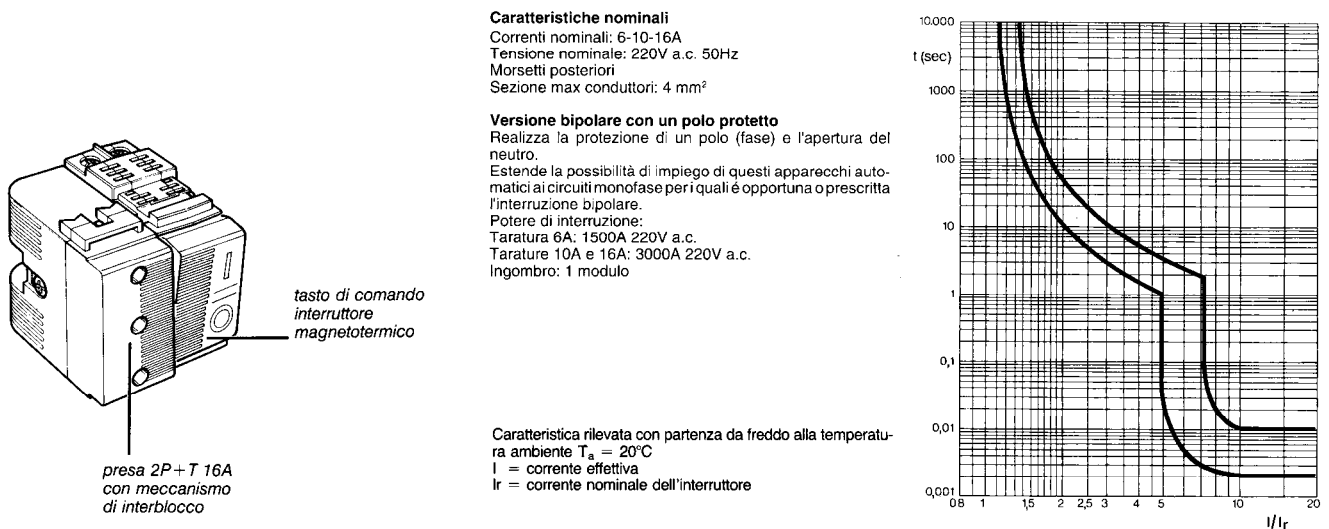 Caratteristiche nominali
Correnti nominali: 6-10-16A
Tensione nominale: 220V a.c. 50Hz
Morsetti posteriori
Sezione max conduttori: 4 mm²
Versione bipolare con un polo protetto
Realizza la protezione di un polo (fase) e l'apertura del
neutro.
Estende la possibilità di impiego di questi apparecchi auto-
matici ai circuiti monofase per i quali é opportuna o prescritta
l'interruzione bipolare.
Potere di interruzione:
Taratura 6A: 1500A 220V a.c.
Tarature 10A e 16A: 3000A 220V a.c.
Ingombro: 1 modulo
tasto di comando
interruttore
magnetotermico
presa 2P+T 16A
con meccanismo
di interblocco
Caratteristica rilevata con partenza da freddo alla temperatu-
ra ambiente Ta = 20°C
I = corrente effettiva
Ir = corrente nominale dell'interruttore
10.000
t (sec)
1000
100
10
1
0,1
0,01
0,001
0.8 1 1,5 2 2,5 3 4 5 10 20
I/Ir